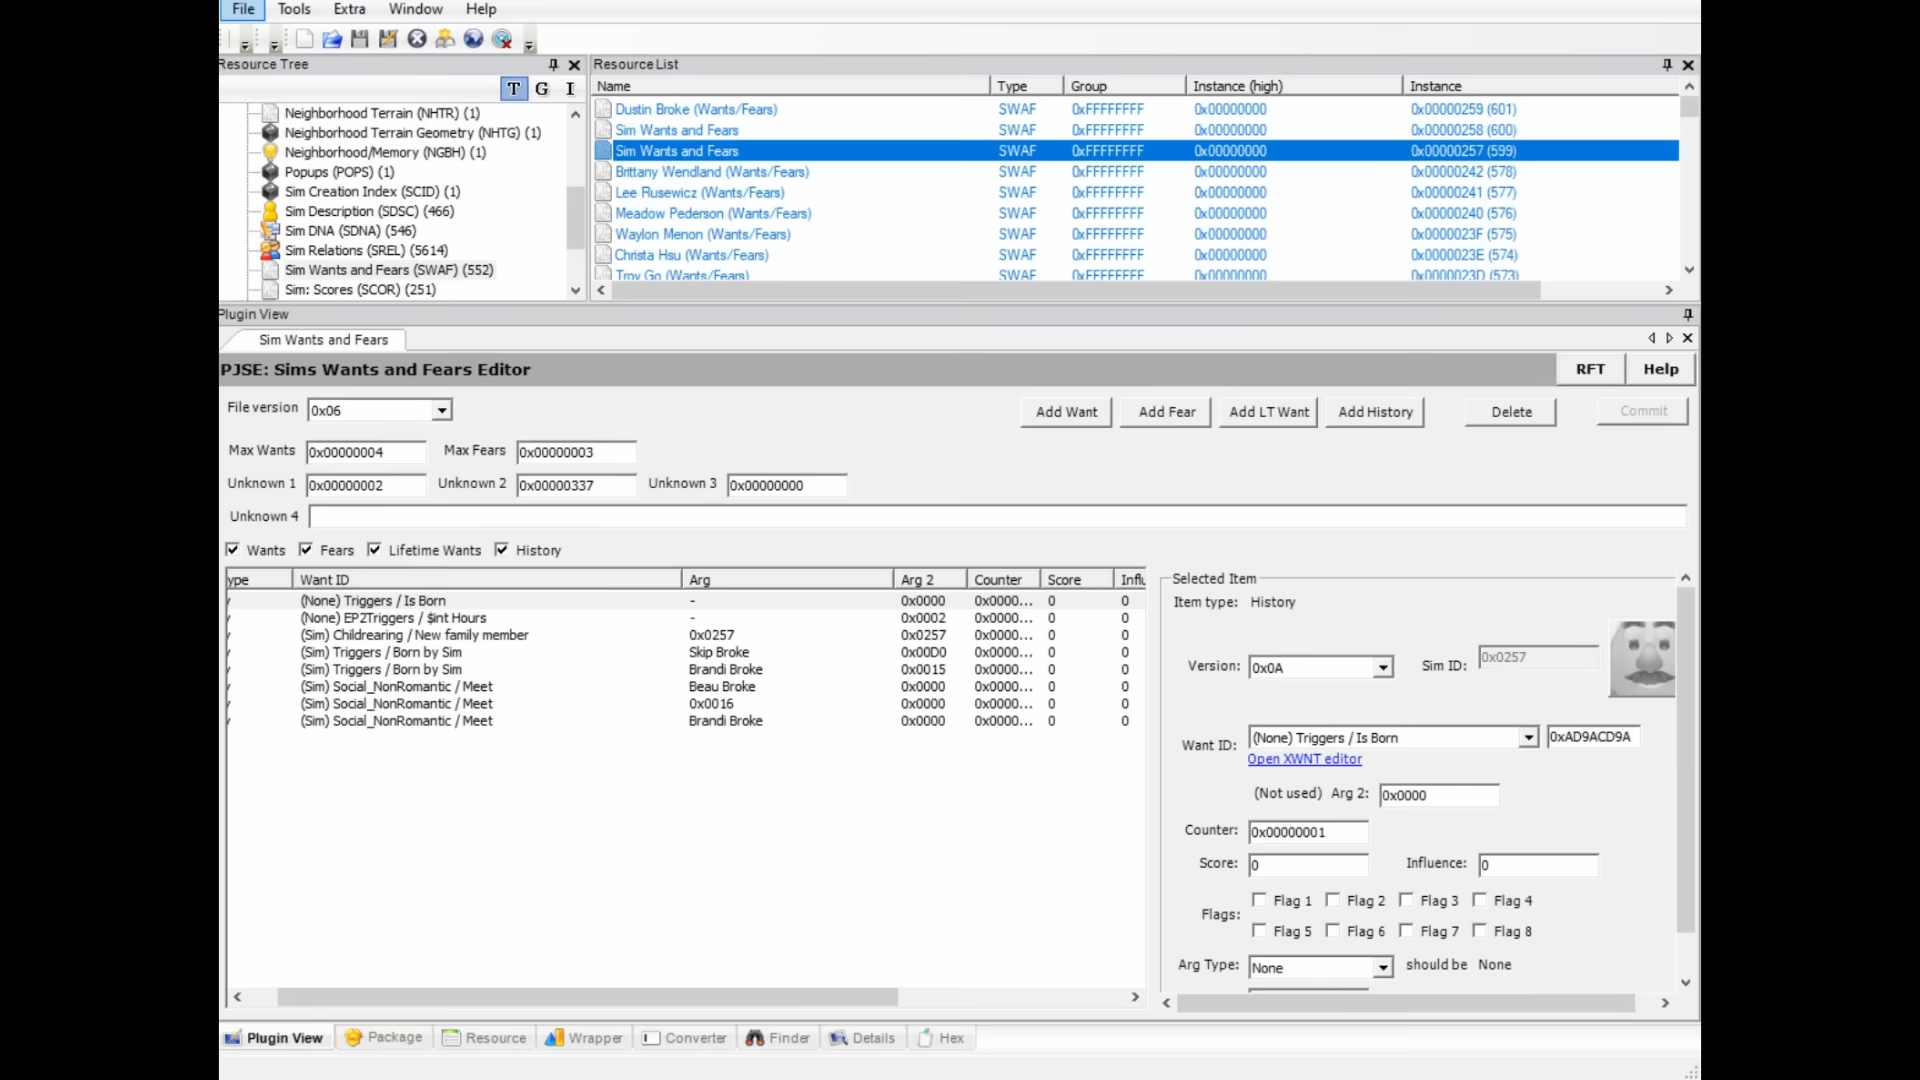 File Tools Extra Window Help
Resource Tree
T G I
Neighborhood Terrain (NHTR) (1)
Neighborhood Terrain Geometry (NHTG) (1)
Neighborhood/Memory (NGBH) (1)
Popups (POPS) (1)
Sim Creation Index (SCID) (1)
Sim Description (SDSC) (466)
Sim DNA (SDNA) (546)
Sim Relations (SREL) (5614)
Sim Wants and Fears (SWAF) (552)
Sim: Scores (SCOR) (251)
Resource List
Name Type Group Instance (high) Instance
Dustin Broke (Wants/Fears) SWAF 0xFFFFFFFF 0x00000000 0x00000259 (601)
Sim Wants and Fears SWAF 0xFFFFFFFF 0x00000000 0x00000258 (600)
Sim Wants and Fears SWAF 0xFFFFFFFF 0x00000000 0x00000257 (599)
Brittany Wendland (Wants/Fears) SWAF 0xFFFFFFFF 0x00000000 0x00000242 (578)
Lee Rusewicz (Wants/Fears) SWAF 0xFFFFFFFF 0x00000000 0x00000241 (577)
Meadow Pederson (Wants/Fears) SWAF 0xFFFFFFFF 0x00000000 0x00000240 (576)
Waylon Menon (Wants/Fears) SWAF 0xFFFFFFFF 0x00000000 0x0000023F (575)
Christa Hsu (Wants/Fears) SWAF 0xFFFFFFFF 0x00000000 0x0000023E (574)
Troy Go (Wants/Fears) SWAF 0xFFFFFFFF 0x00000000 0x0000023D (573)
Plugin View
Sim Wants and Fears
PJSE: Sims Wants and Fears Editor RFT Help
File version 0x06 Add Want Add Fear Add LT Want Add History Delete Commit
Max Wants 0x00000004 Max Fears 0x00000003
Unknown 1 0x00000002 Unknown 2 0x00000337 Unknown 3 0x00000000
Unknown 4
Wants Fears Lifetime Wants History
ype Want ID Arg Arg 2 Counter Score Influ
y (None) Triggers / Is Born - 0x0000 0x0000... 0 0
y (None) EP2Triggers / $int Hours - 0x0002 0x0000... 0 0
y (Sim) Childrearing / New family member 0x0257 0x0257 0x0000... 0 0
y (Sim) Triggers / Born by Sim Skip Broke 0x00D0 0x0000... 0 0
y (Sim) Triggers / Born by Sim Brandi Broke 0x0015 0x0000... 0 0
y (Sim) Social_NonRomantic / Meet Beau Broke 0x0000 0x0000... 0 0
y (Sim) Social_NonRomantic / Meet 0x0016 0x0000 0x0000... 0 0
y (Sim) Social_NonRomantic / Meet Brandi Broke 0x0000 0x0000... 0 0
Selected Item
Item type: History
Version: 0x0A Sim ID: 0x0257
Want ID: (None) Triggers / Is Born 0xAD9ACD9A
Open XWNT editor
(Not used) Arg 2: 0x0000
Counter: 0x00000001
Score: 0 Influence: 0
Flags: Flag 1 Flag 2 Flag 3 Flag 4
Flag 5 Flag 6 Flag 7 Flag 8
Arg Type: None should be None
Plugin View Package Resource Wrapper Converter Finder Details Hex